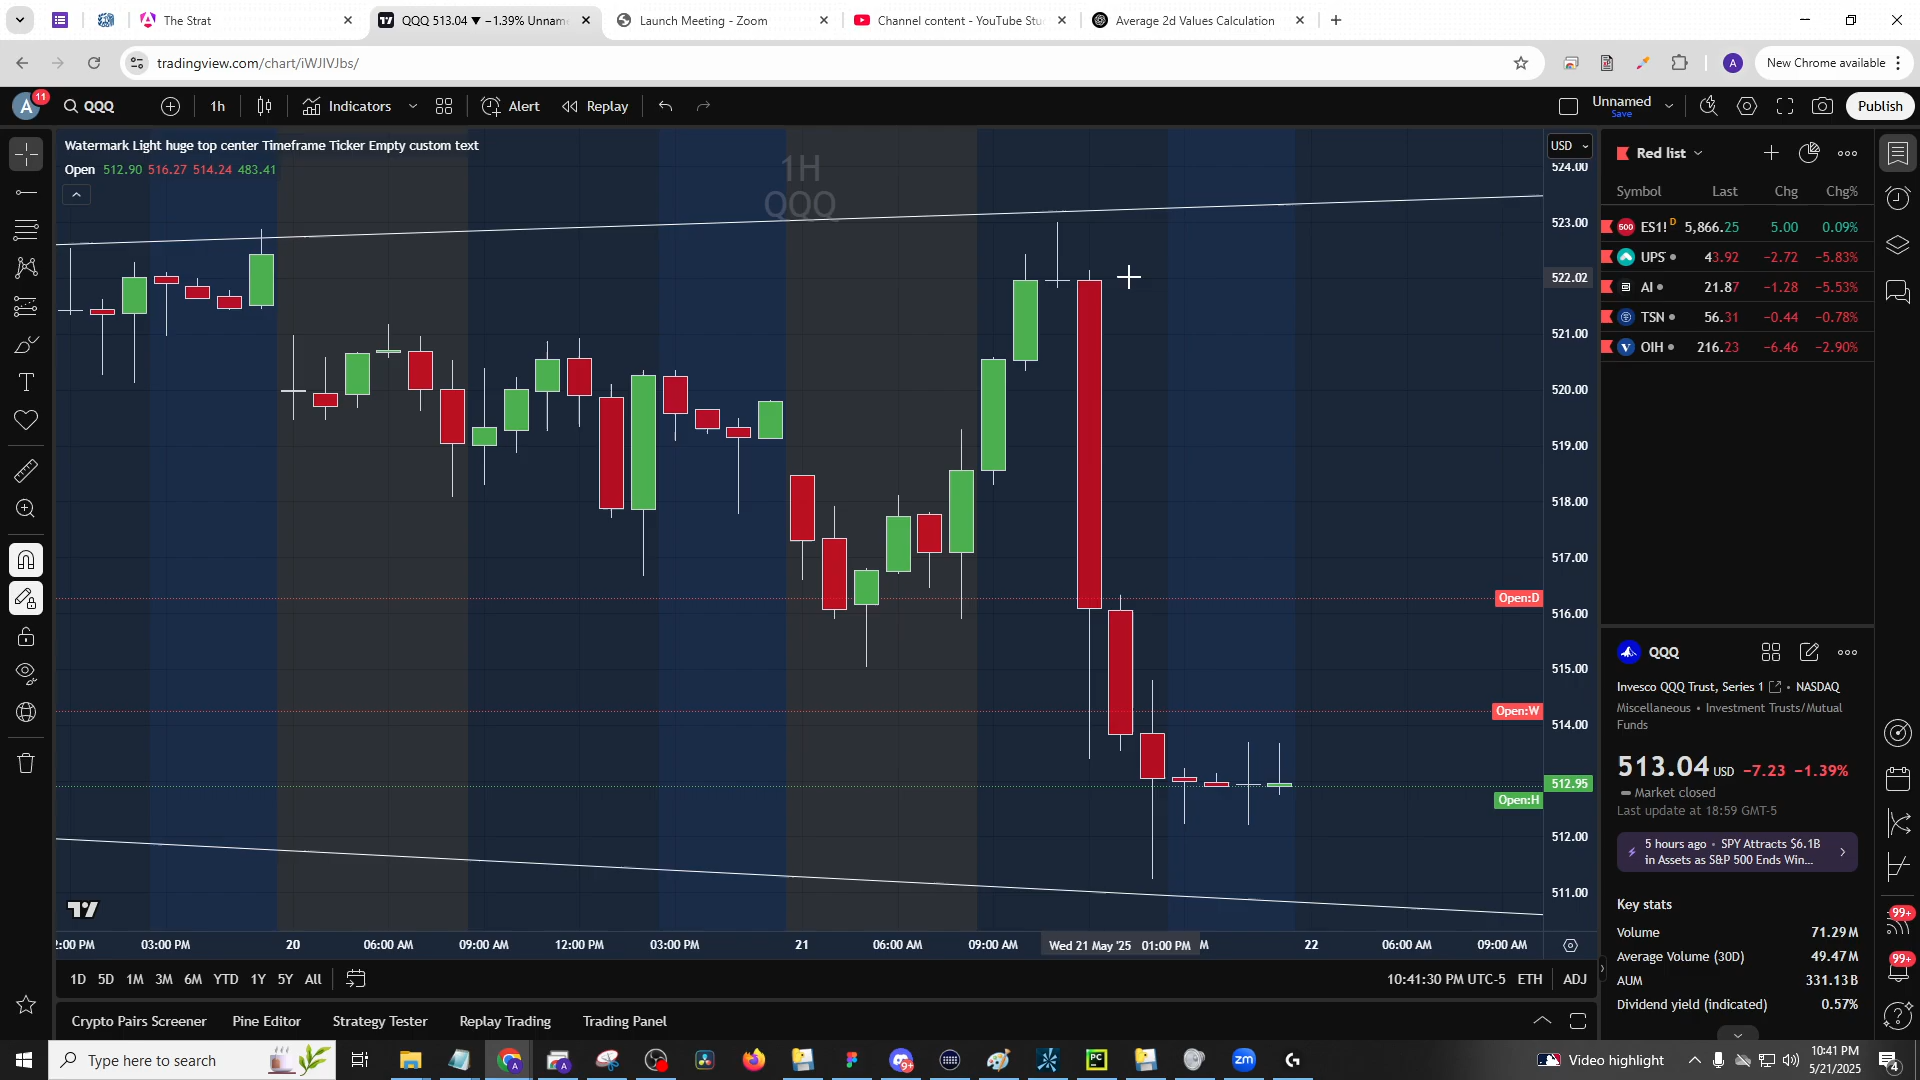 The Strat
QQQ 513.04 ▼ −1.39% Unnam
Launch Meeting - Zoom
Channel content - YouTube Stu
Average 2d Values Calculation
tradingview.com/chart/iWJIVJbs/
A
New Chrome available
A
11
QQQ
1h
Indicators
Alert
Replay
Unnamed
Save
Publish
Watermark Light huge top center Timeframe Ticker Empty custom text
Open 512.90 516.27 514.24 483.41
1H
QQQ
USD
524.00
523.00
522.02
521.00
520.00
519.00
518.00
517.00
516.00
515.00
514.00
512.95
512.00
511.00
Open:D
Open:W
Open:H
Red list
Symbol Last Chg Chg%
500 ES1! D 5,866.25 5.00 0.09%
UPS 43.92 −2.72 −5.83%
AI 21.87 −1.28 −5.53%
TSN 56.31 −0.44 −0.78%
V OIH 216.23 −6.46 −2.90%
QQQ
Invesco QQQ Trust, Series 1 • NASDAQ
Miscellaneous • Investment Trusts/Mutual
Funds
513.04 USD −7.23 −1.39%
Market closed
Last update at 18:59 GMT-5
5 hours ago • SPY Attracts $6.1B
in Assets as S&P 500 Ends Win...
Key stats
Volume 71.29 M
Average Volume (30D) 49.47 M
AUM 331.13 B
Dividend yield (indicated) 0.57%
99+
99+
2:00 PM 03:00 PM 20 06:00 AM 09:00 AM 12:00 PM 03:00 PM 21 06:00 AM 09:00 AM Wed 21 May '25 01:00 PM M 22 06:00 AM 09:00 AM
1D 5D 1M 3M 6M YTD 1Y 5Y All
10:41:30 PM UTC-5 ETH ADJ
Crypto Pairs Screener Pine Editor Strategy Tester Replay Trading Trading Panel
Type here to search
PC
zm
Video highlight
10:41 PM
5/21/2025
4